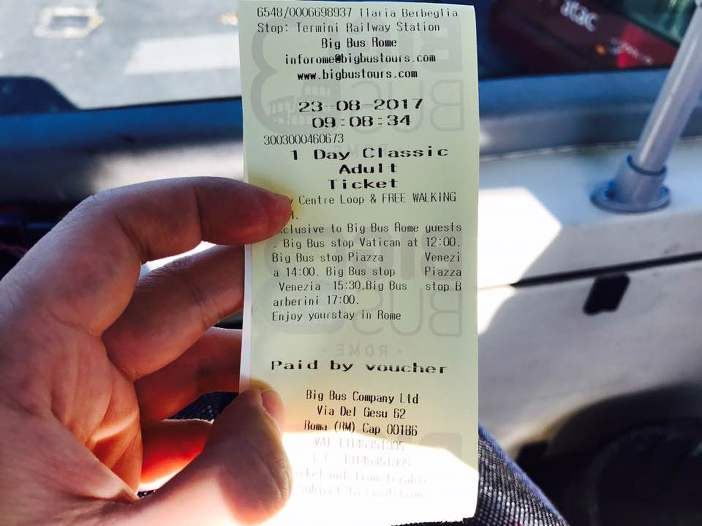 6548/0006698937 Ilaria Berbeglia
Stop: Termini Railway Station
Big Bus Rome
inforome@bigbustours.com
www.bigbustours.com
23-08-2017
09:08:34
3003000460673
1 Day Classic
Adult
Ticket
Centre Loop & FREE WALKING
clusive to Big Bus Rome guests
. Big Bus stop Vatican at 12:00.
Big Bus stop Piazza Venezi
a 14:00. Big Bus stop Piazza
Venezia 15:30.Big Bus stop B
arberini 17:00.
Enjoy yourstay in Rome
Paid by voucher
Big Bus Company Ltd
Via Del Gesu 62
Roma (RM) Cap 00186